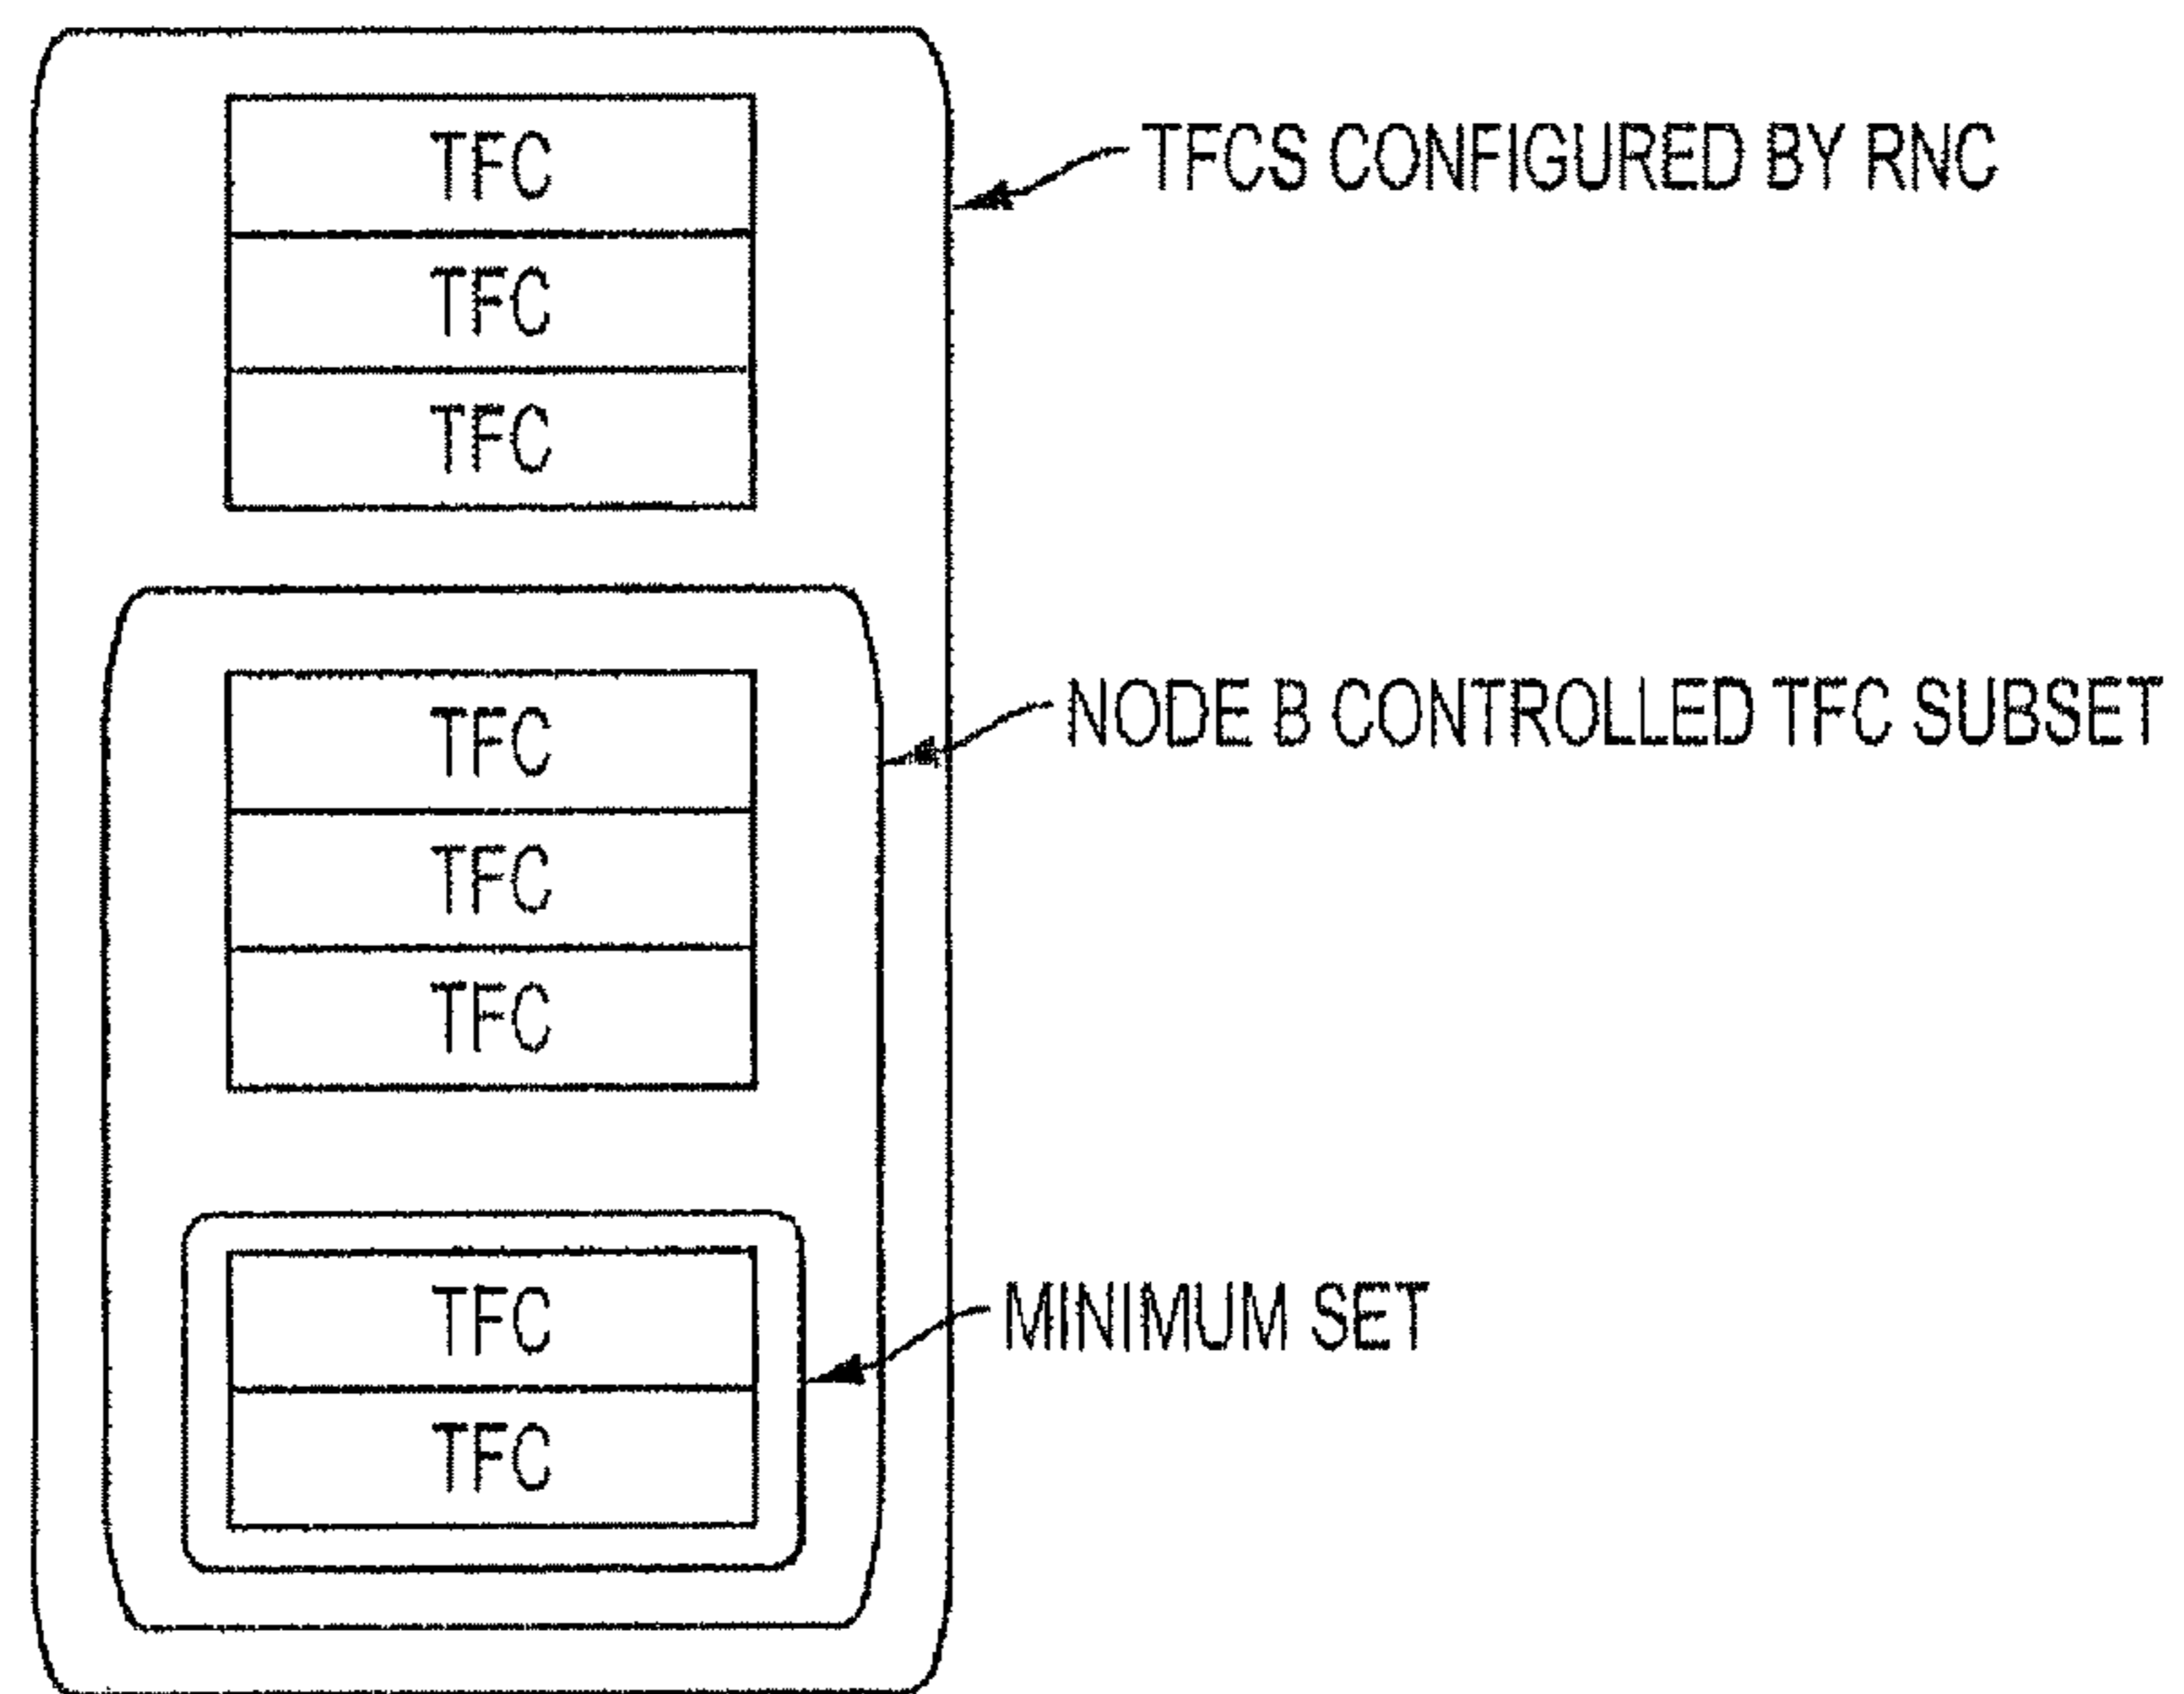 TFC
TFCS CONFIGURED BY RNC
TFC
TFC
TFC
NODE B CONTROLLED TFC SUBSET
TFC
TFC
TFC
MINIMUM SET
TFC